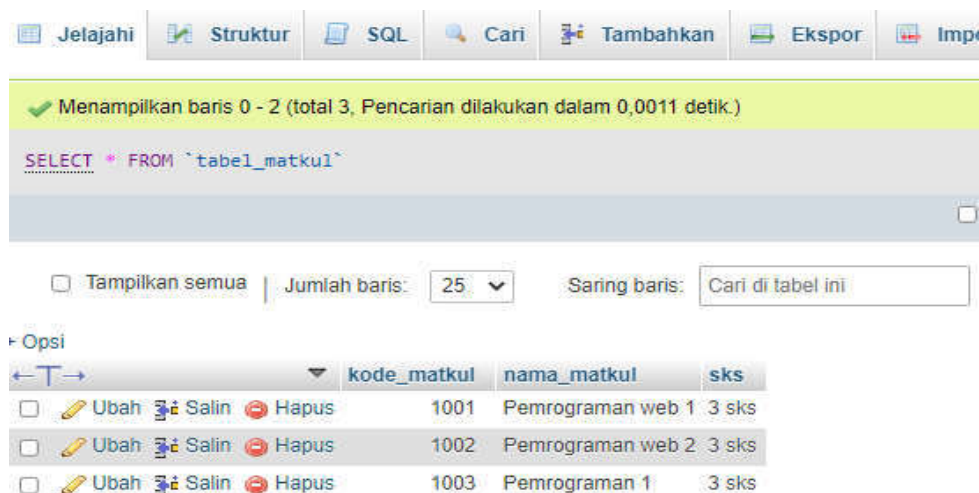 Jelajahi Struktur SQL Cari Tambahkan Ekspor Impo
Menampilkan baris 0 - 2 (total 3, Pencarian dilakukan dalam 0,0011 detik.)
SELECT * FROM `tabel_matkul`
Tampilkan semua | Jumlah baris: 25 Saring baris: Cari di tabel ini
+ Opsi
←T→ kode_matkul nama_matkul sks
Ubah Salin Hapus 1001 Pemrograman web 1 3 sks
Ubah Salin Hapus 1002 Pemrograman web 2 3 sks
Ubah Salin Hapus 1003 Pemrograman 1 3 sks